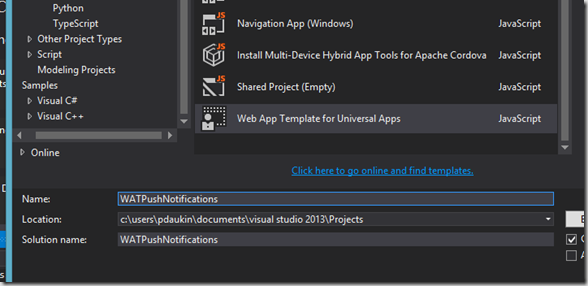 Python
TypeScript
Other Project Types
Script
Modeling Projects
Samples
Visual C#
Visual C++
Online
JS
Navigation App (Windows) JavaScript
JS
Install Multi-Device Hybrid App Tools for Apache Cordova JavaScript
JS
Shared Project (Empty) JavaScript
Web App Template for Universal Apps JavaScript
Click here to go online and find templates.
Name: WATPushNotifications
Location: c:\users\pdaukin\documents\visual studio 2013\Projects
Solution name: WATPushNotifications